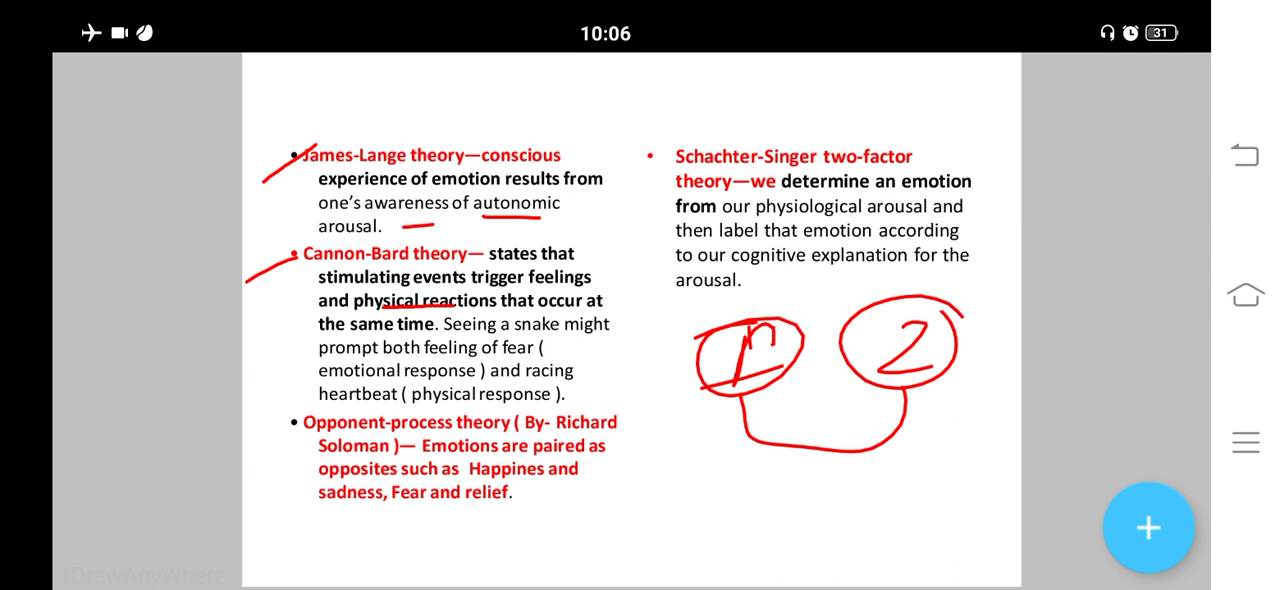 10:06
31
• James-Lange theory—conscious
experience of emotion results from
one's awareness of autonomic
arousal.
• Cannon-Bard theory— states that
stimulating events trigger feelings
and physical reactions that occur at
the same time. Seeing a snake might
prompt both feeling of fear (
emotional response ) and racing
heartbeat ( physical response ).
• Opponent-process theory ( By- Richard
Soloman )— Emotions are paired as
opposites such as Happines and
sadness, Fear and relief.
• Schachter-Singer two-factor
theory—we determine an emotion
from our physiological arousal and
then label that emotion according
to our cognitive explanation for the
arousal.
2
DrawAnyWhere